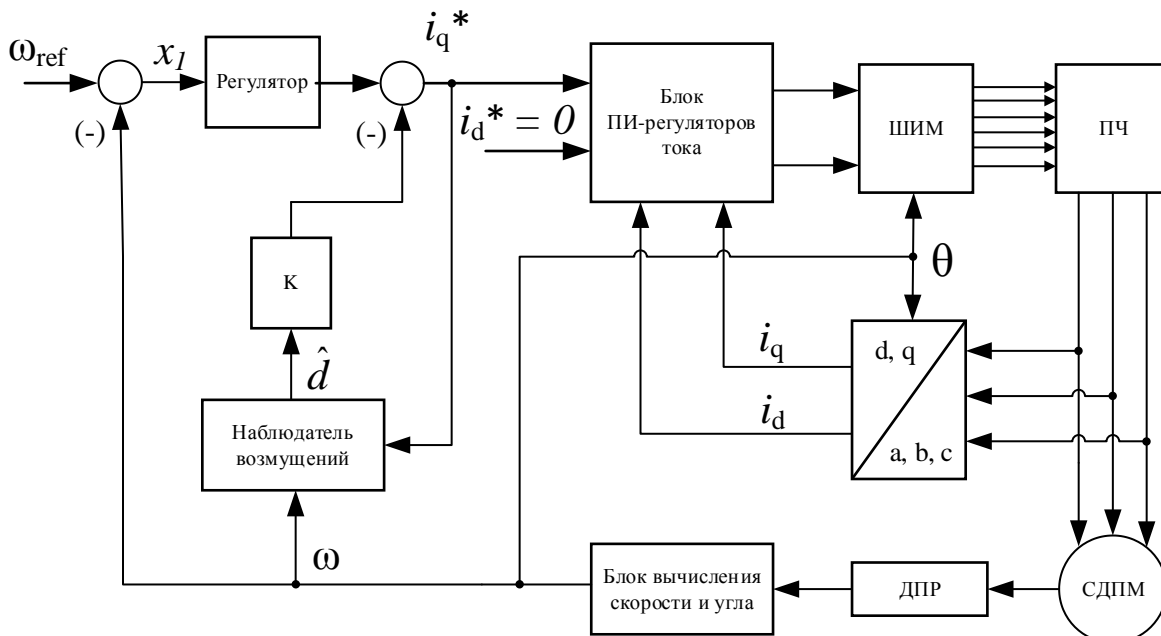 ω_ref
x_1
Регулятор
i_q*
(-)
(-)
i_d* = 0
Блок
ПИ-регуляторов
тока
ШИМ
ПЧ
K
θ
d̂
i_q
d, q
i_d
a, b, c
Наблюдатель
возмущений
ω
Блок вычисления
скорости и угла
ДПР
СДПМ